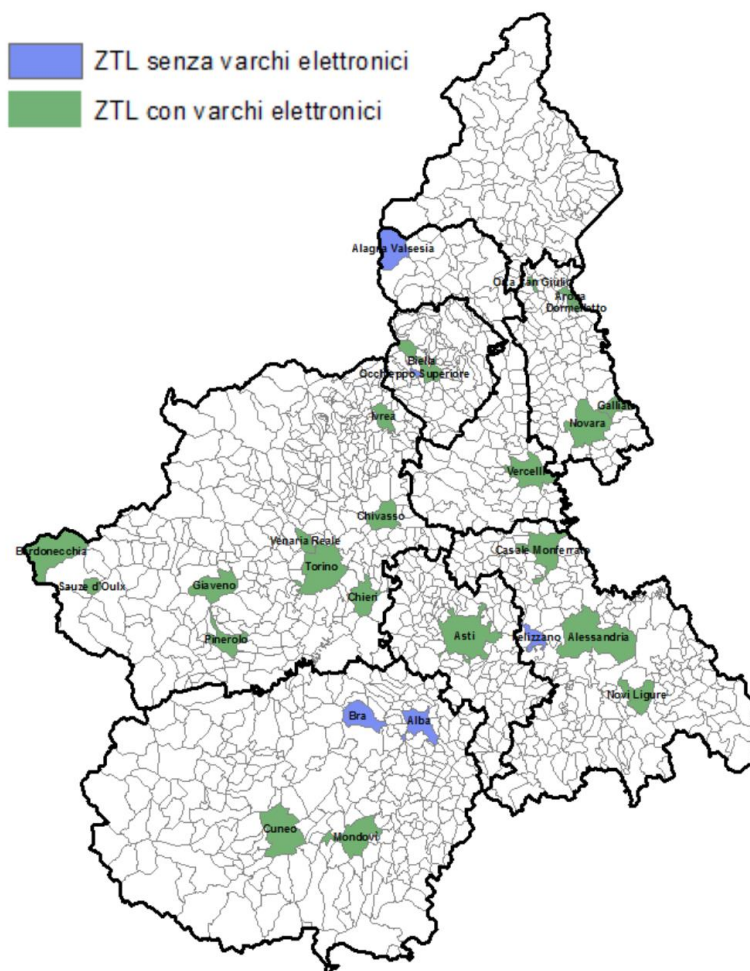 ZTL senza varchi elettronici
ZTL con varchi elettronici
Alagna Valsesia
Orta San Giulio
Arona
Dormelletto
Biella
Occhieppo Superiore
Ivrea
Galliate
Novara
Vercelli
Chivasso
Bardonecchia
Venaria Reale
Casale Monferrato
Sauze d'Oulx
Giaveno
Torino
Chieri
Pinerolo
Asti
Felizzano
Alessandria
Novi Ligure
Bra
Alba
Cuneo
Mondovì